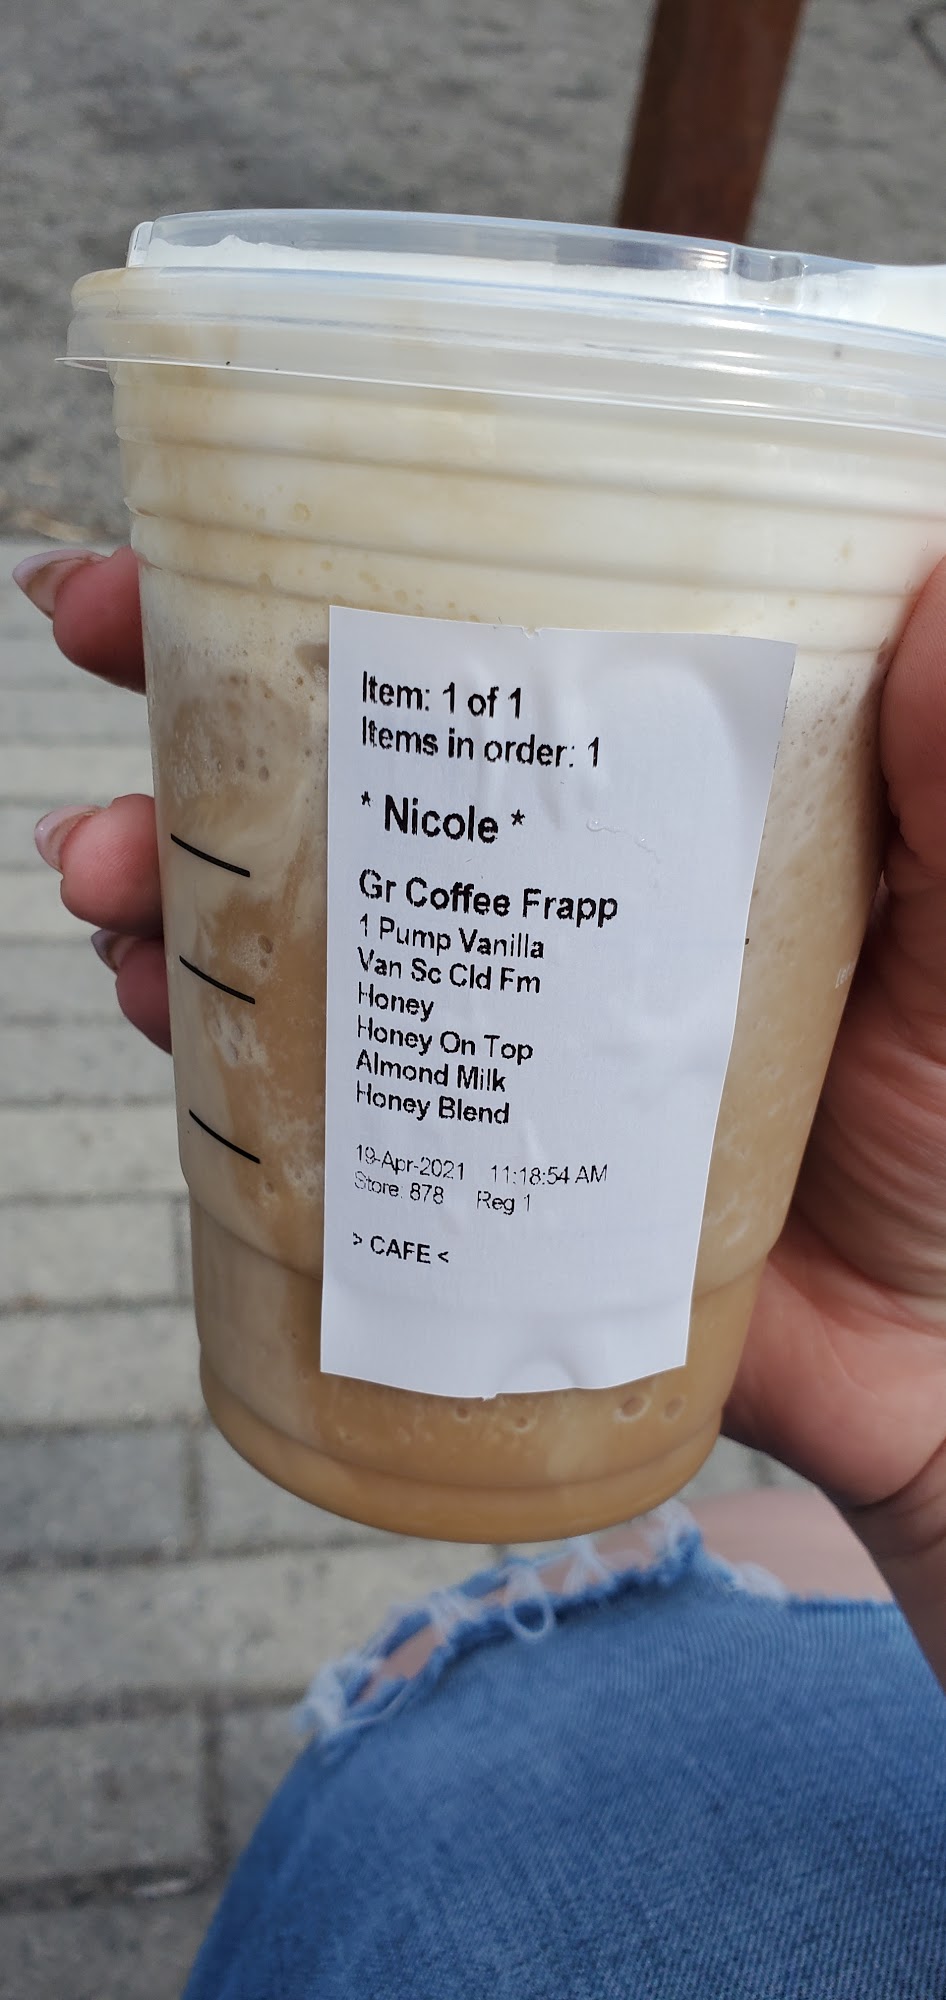 Item: 1 of 1
Items in order: 1
* Nicole *
Gr Coffee Frapp
1 Pump Vanilla
Van Sc Cld Fm
Honey
Honey On Top
Almond Milk
Honey Blend
19-Apr-2021 11:18:54 AM
Store: 878 Reg 1
> CAFE <